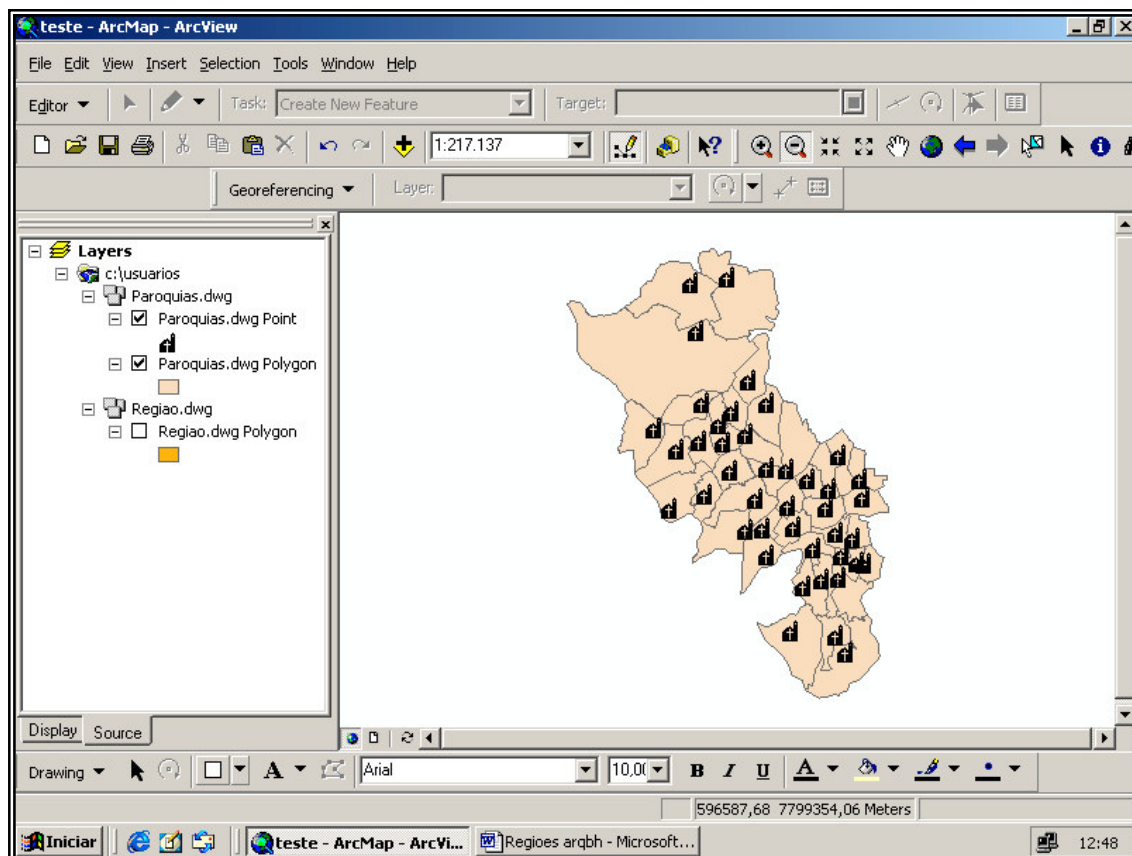 teste - ArcMap - ArcView
File Edit View Insert Selection Tools Window Help
Editor Task: Create New Feature Target:
1:217.137
Georeferencing Layer:
Layers
c:\usuarios
Paroquias.dwg
Paroquias.dwg Point
Paroquias.dwg Polygon
Regiao.dwg
Regiao.dwg Polygon
Display Source
Drawing A Arial 10,0 B I U A
596587,68 7799354,06 Meters
Iniciar teste - ArcMap - ArcVi... Regioes arqbh - Microsoft... 12:48